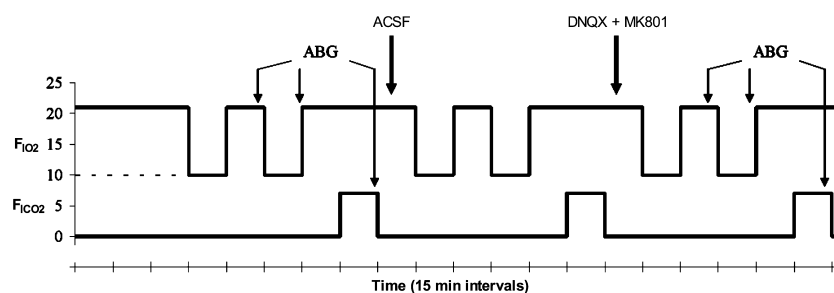 ACSF
DNQX + MK801
ABG
ABG
25
20
FIO2
15
10
FICO2
5
0
Time (15 min intervals)